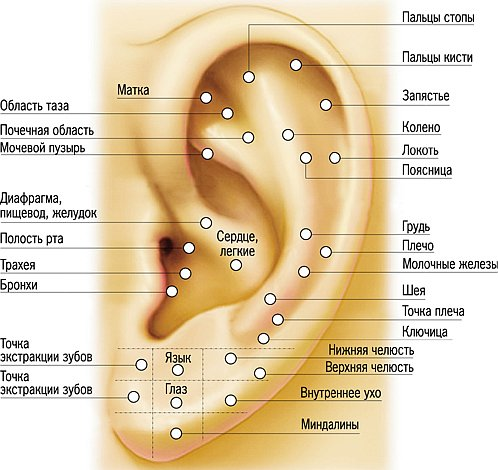 Пальцы стопы
Пальцы кисти
Матка
Запястье
Область таза
Почечная область
Колено
Мочевой пузырь
Локоть
Поясница
Диафрагма,
пищевод, желудок
Полость рта
Сердце,
легкие
Грудь
Плечо
Трахея
Молочные железы
Бронхи
Шея
Точка плеча
Ключица
Точка
экстракции зубов
Язык
Нижняя челюсть
Верхняя челюсть
Точка
экстракции зубов
Глаз
Внутреннее ухо
Миндалины